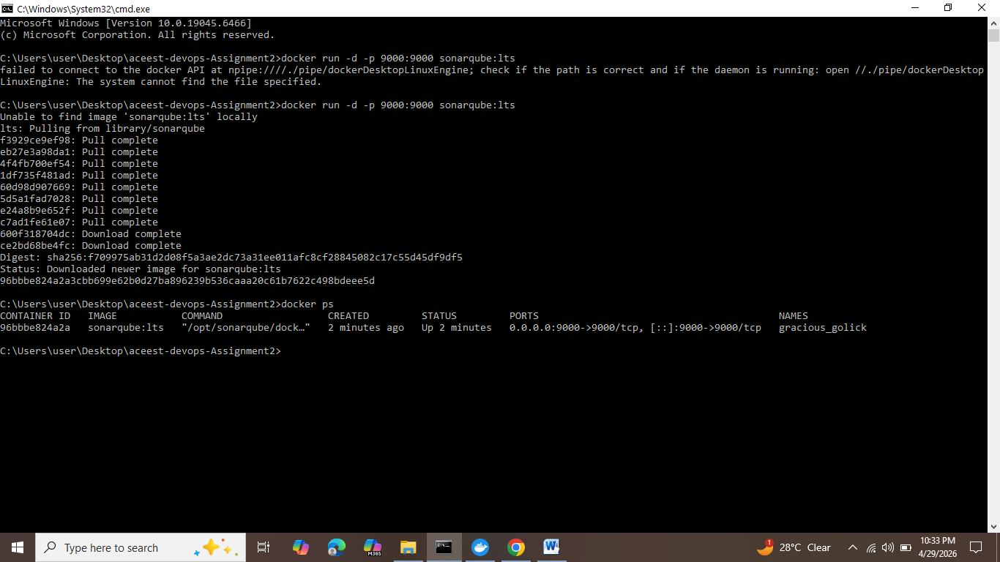 C:\Windows\System32\cmd.exe
Microsoft Windows [Version 10.0.19045.6466]
(c) Microsoft Corporation. All rights reserved.
C:\Users\user\Desktop\aceest-devops-Assignment2>docker run -d -p 9000:9000 sonarqube:lts
failed to connect to the docker API at npipe:////./pipe/dockerDesktopLinuxEngine; check if the path is correct and if the daemon is running: open //./pipe/dockerDesktop
LinuxEngine: The system cannot find the file specified.
C:\Users\user\Desktop\aceest-devops-Assignment2>docker run -d -p 9000:9000 sonarqube:lts
Unable to find image 'sonarqube:lts' locally
lts: Pulling from library/sonarqube
f3929ce9ef98: Pull complete
eb27e3a98da1: Pull complete
4f4fb700ef54: Pull complete
1df735f481ad: Pull complete
60d98d907669: Pull complete
5d5a1fad7028: Pull complete
e24a8b9e652f: Pull complete
c7ad1fe61e07: Pull complete
600f318704dc: Download complete
ce2bd68be4fc: Download complete
Digest: sha256:f709975ab31d2d08f5a3ae2dc73a31ee011afc8cf28845082c17c55d45df9df5
Status: Downloaded newer image for sonarqube:lts
96bbbe824a2a3cbb699e62b0d27ba896239b536caaa20c61b7622c498bdeee5d
C:\Users\user\Desktop\aceest-devops-Assignment2>docker ps
CONTAINER ID   IMAGE           COMMAND                  CREATED         STATUS         PORTS                                         NAMES
96bbbe824a2a   sonarqube:lts   "/opt/sonarqube/dock…"   2 minutes ago   Up 2 minutes   0.0.0.0:9000->9000/tcp, [::]:9000->9000/tcp   gracious_golick
C:\Users\user\Desktop\aceest-devops-Assignment2>
Type here to search
M365
1
28°C Clear
10:33 PM
4/29/2026